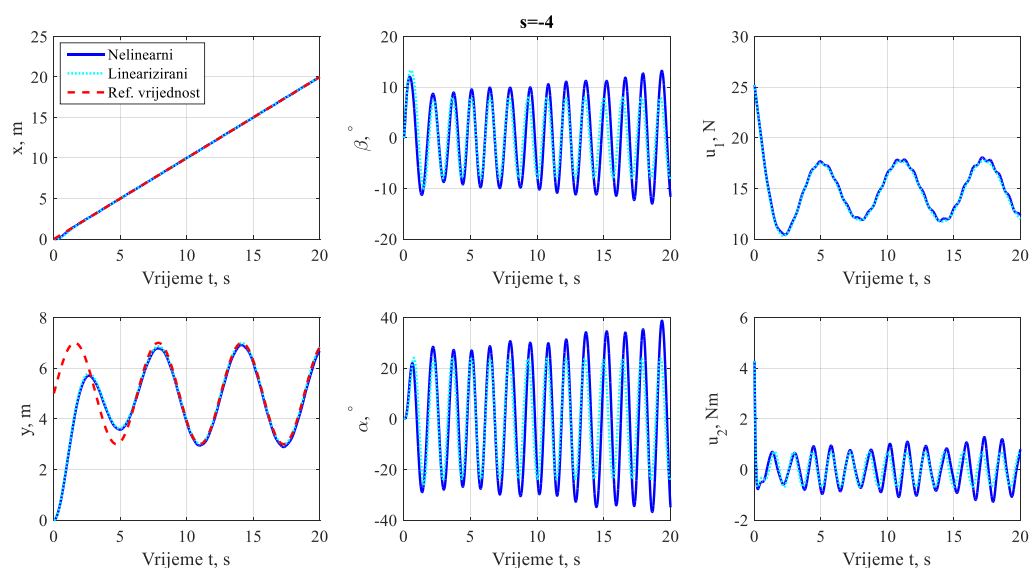 s=-4
25
20
15
10
5
0
x, m
Nelinearni
Linearizirani
Ref. vrijednost
0 5 10 15 20
Vrijeme t, s
20
10
0
-10
-20
β, °
0 5 10 15 20
Vrijeme t, s
30
25
20
15
10
u₁, N
0 5 10 15 20
Vrijeme t, s
8
6
4
2
0
y, m
0 5 10 15 20
Vrijeme t, s
40
20
0
-20
-40
α, °
0 5 10 15 20
Vrijeme t, s
6
4
2
0
-2
u₂, Nm
0 5 10 15 20
Vrijeme t, s